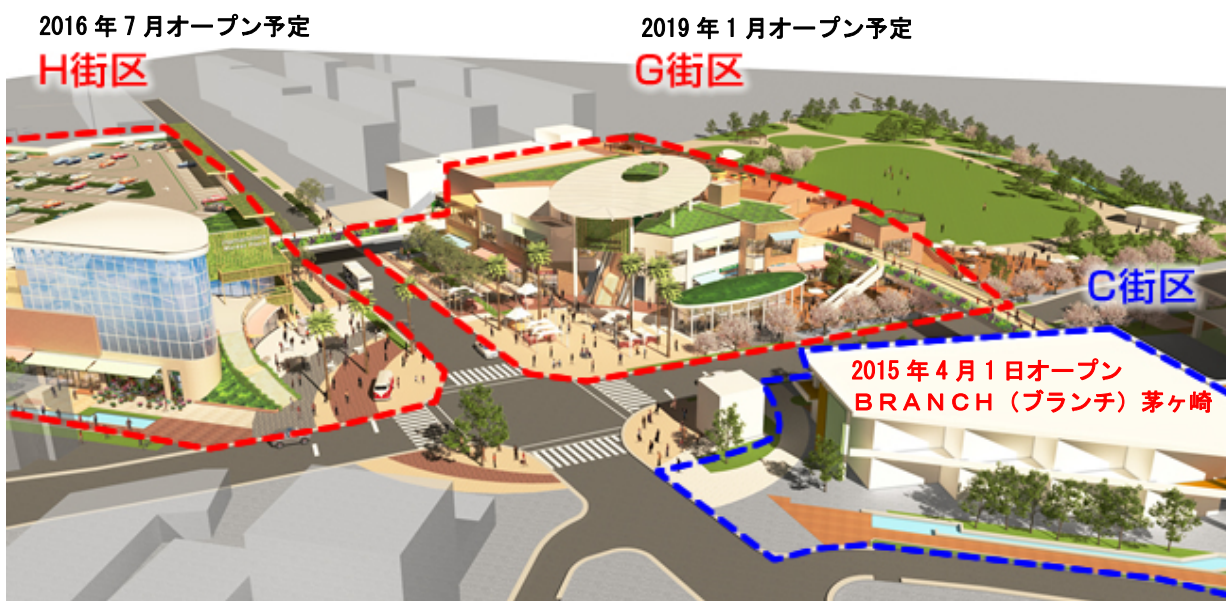 2016年7月オープン予定
H街区
2019年1月オープン予定
G街区
C街区
2015年4月1日オープン
BRANCH(ブランチ)茅ヶ崎